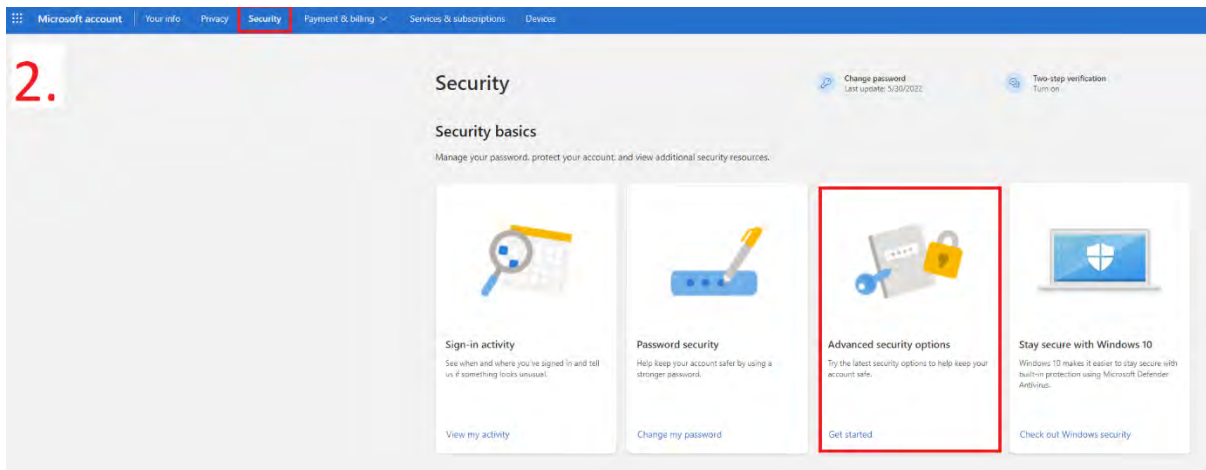 Microsoft account Your info Privacy Security Payment & billing Services & subscriptions Devices
2.
Security
Change password
Last update: 5/30/2022
Two-step verification
Turn on
Security basics
Manage your password, protect your account, and view additional security resources.
Sign-in activity
See when and where you've signed in and tell
us if something looks unusual.
View my activity
Password security
Help keep your account safer by using a
stronger password.
Change my password
Advanced security options
Try the latest security options to help keep your
account safe.
Get started
Stay secure with Windows 10
Windows 10 makes it easier to stay secure with
built-in protection using Microsoft Defender
Antivirus.
Check out Windows security